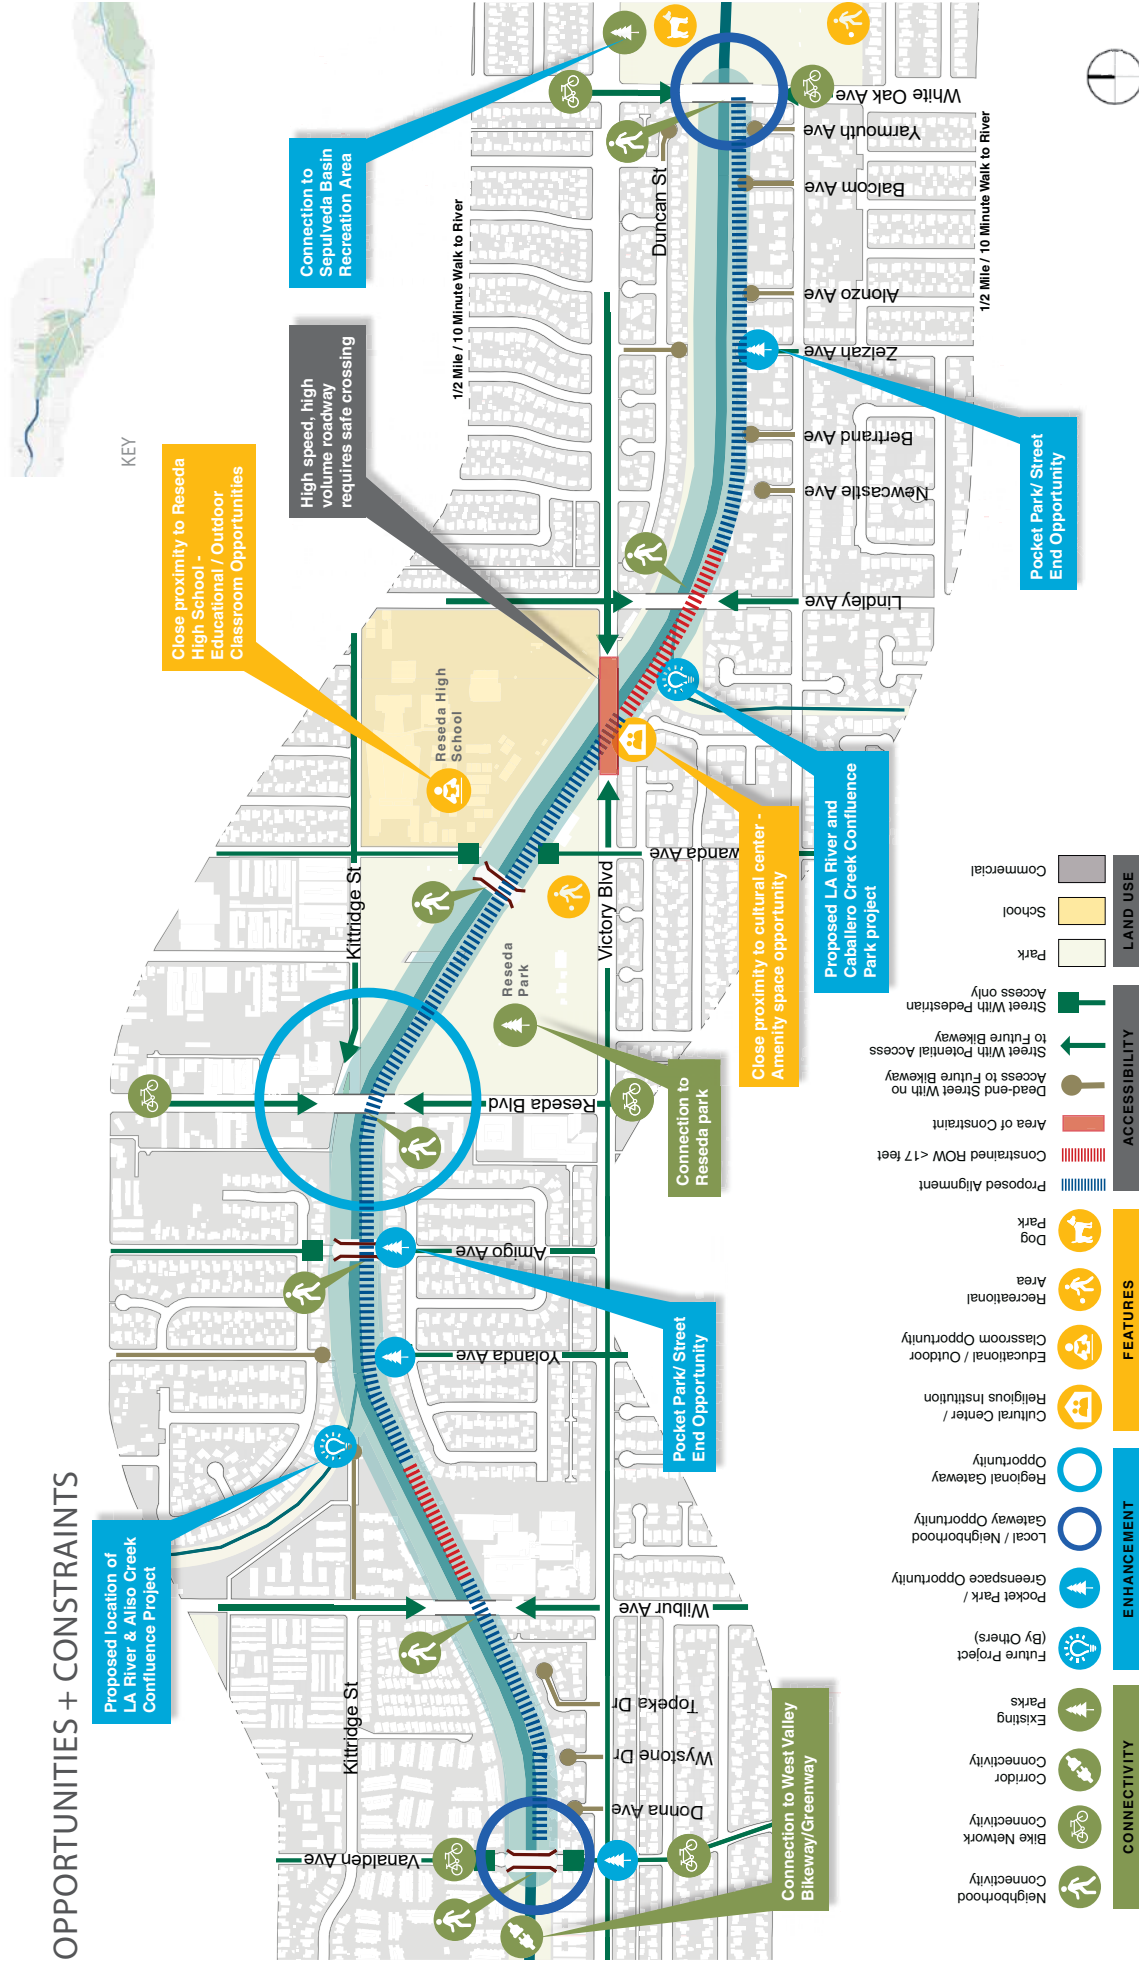 OPPORTUNITIES + CONSTRAINTS
KEY
Proposed location of
LA River & Aliso Creek
Confluence Project
Close proximity to Reseda
High School -
Educational / Outdoor
Classroom Opportunities
High speed, high
volume roadway
requires safe crossing
Connection to
Sepulveda Basin
Recreation Area
1/2 Mile / 10 Minute Walk to River
Kittridge St
Kittridge St
Reseda High
School
Reseda
Park
Victory Blvd
Duncan St
Vanalden Ave
Donna Ave
Wystone Dr
Topeka Dr
Wilbur Ave
Yolanda Ave
Amigo Ave
Reseda Blvd
wanda Ave
Lindley Ave
Newcastle Ave
Bertrand Ave
Zelzah Ave
Alonzo Ave
Balcom Ave
Yarmouth Ave
White Oak Ave
1/2 Mile / 10 Minute Walk to River
Connection to West Valley
Bikeway/Greenway
Pocket Park/ Street
End Opportunity
Connection to
Reseda park
Close proximity to cultural center -
Amenity space opportunity
Proposed LA River and
Caballero Creek Confluence
Park project
Pocket Park/ Street
End Opportunity
Neighborhood
Connectivity
Bike Network
Connectivity
Corridor
Connectivity
Existing
Parks
CONNECTIVITY
Future Project
(By Others)
Pocket Park /
Greenspace Opportunity
Local / Neighborhood
Gateway Opportunity
Regional Gateway
Opportunity
ENHANCEMENT
Cultural Center /
Religious Institution
Educational / Outdoor
Classroom Opportunity
Recreational
Area
Dog
Park
FEATURES
Proposed Alignment
Constrained ROW <17 feet
Area of Constraint
Dead-end Street With no
Access to Future Bikeway
Street With Potential Access
to Future Bikeway
Street With Pedestrian
Access only
ACCESSIBILITY
Park
School
Commercial
LAND USE